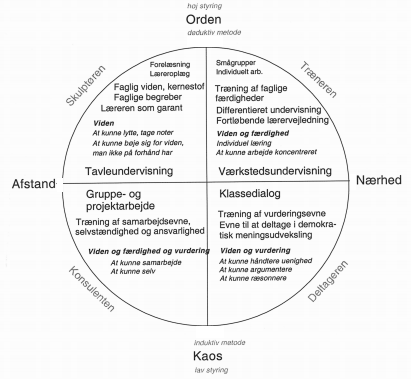 høj styring
Orden
deduktiv metode
Skulptøren
Træneren
Forelæsning
Læreroplæg
Faglig viden, kernestof
Faglige begreber
Læreren som garant
Viden
At kunne lytte, tage noter
At kunne bøje sig for viden,
man ikke på forhånd har
Tavleundervisning
Smågrupper
Individuelt arb.
Træning af faglige
færdigheder
Differentieret undervisning
Fortløbende lærervejledning
Viden og færdighed
Individuel læring
At kunne arbejde koncentreret
Værkstedsundervisning
Afstand
Nærhed
Gruppe- og
projektarbejde
Træning af samarbejdsevne,
selvstændighed og ansvarlighed
Viden og færdighed og vurdering
At kunne samarbejde
At kunne selv
Klassedialog
Træning af vurderingsevne
Evne til at deltage i demokra-
tisk meningsudveksling
Viden og vurdering
At kunne håndtere uenighed
At kunne argumentere
At kunne ræsonnere
Konsulenten
Deltageren
induktiv metode
Kaos
lav styring